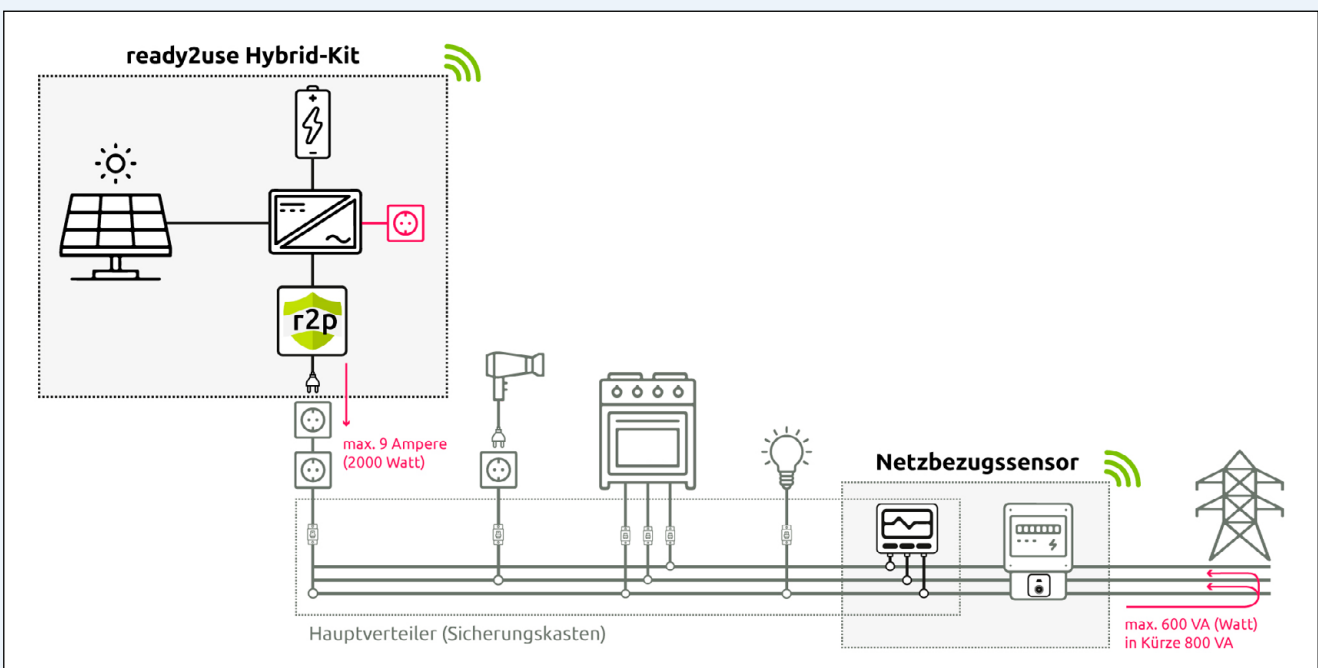 ready2use Hybrid-Kit
r2p
max. 9 Ampere
(2000 Watt)
Netzbezugssensor
Hauptverteiler (Sicherungskasten)
max. 600 VA (Watt)
in Kürze 800 VA